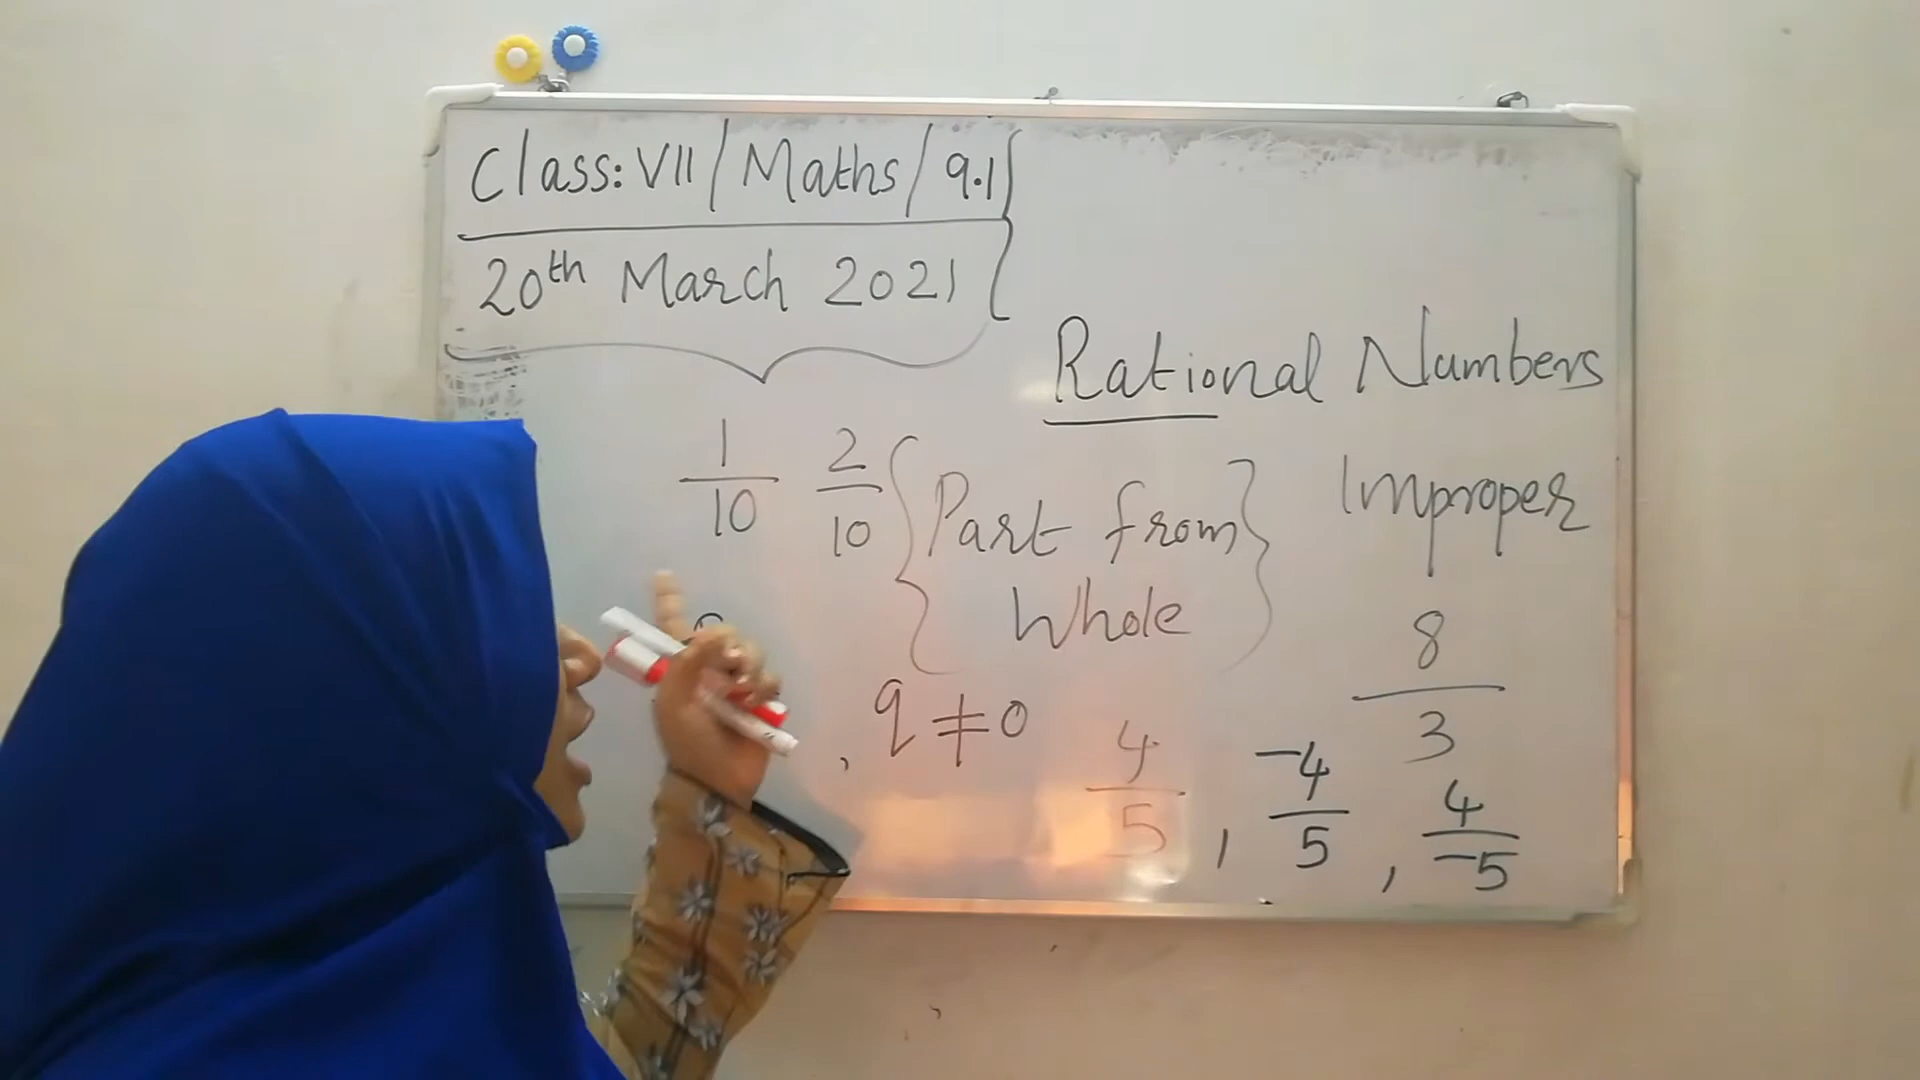 Class: VII / Maths / 9.1
20th March 2021
Rational Numbers
1/10 2/10 Part from Whole
Improper
8/3
, q ≠ 0
4/5 , -4/5 , 4/-5